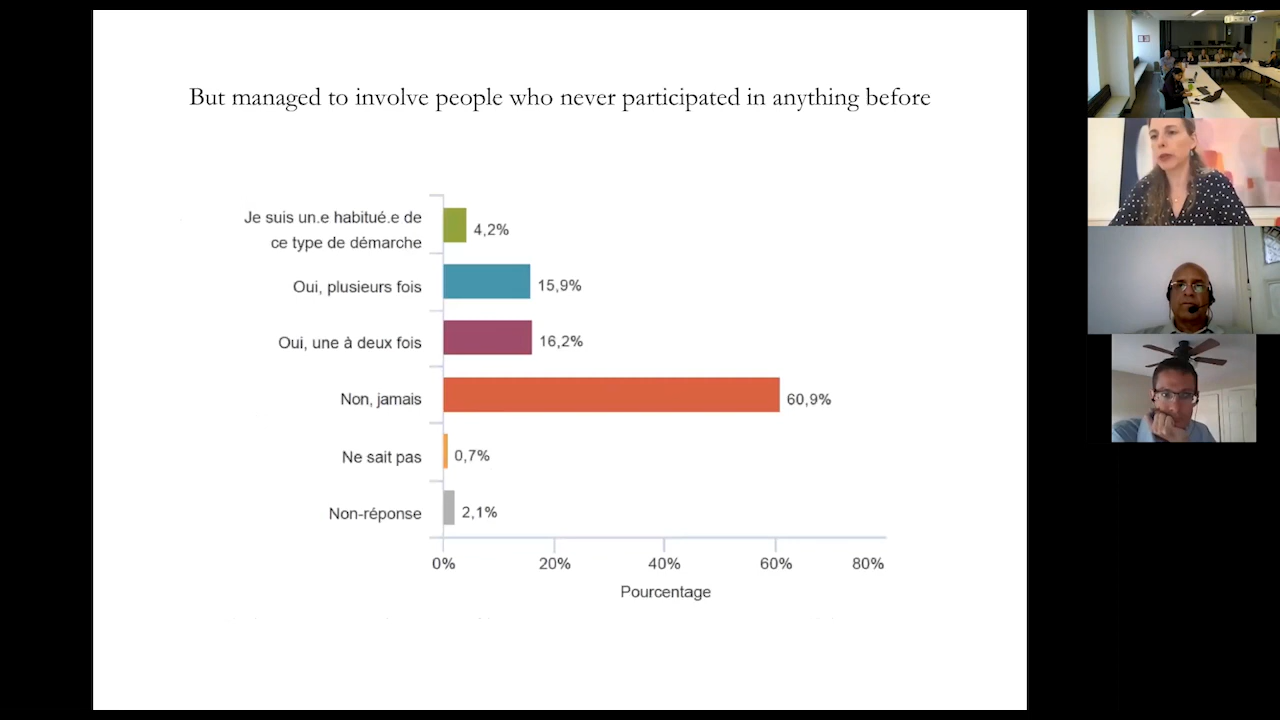 But managed to involve people who never participated in anything before
Je suis un.e habitué.e de
ce type de démarche
4,2%
Oui, plusieurs fois
15,9%
Oui, une à deux fois
16,2%
Non, jamais
60,9%
Ne sait pas
0,7%
Non-réponse
2,1%
0%
20%
40%
60%
80%
Pourcentage